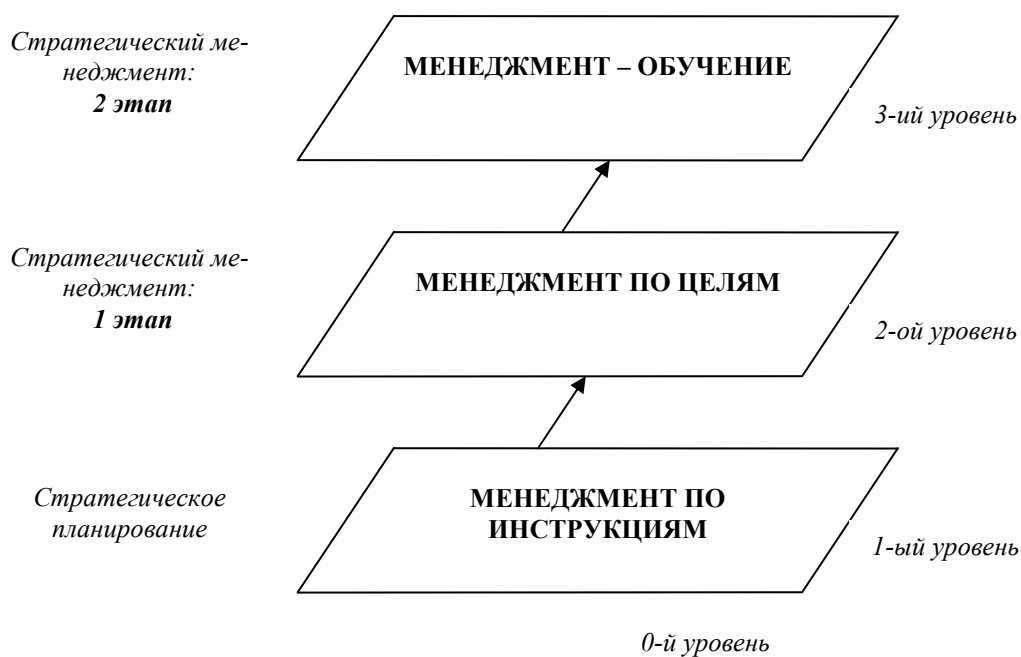 Стратегический ме-
неджмент:
2 этап
МЕНЕДЖМЕНТ – ОБУЧЕНИЕ
3-ий уровень
Стратегический ме-
неджмент:
1 этап
МЕНЕДЖМЕНТ ПО ЦЕЛЯМ
2-ой уровень
Стратегическое
планирование
МЕНЕДЖМЕНТ ПО
ИНСТРУКЦИЯМ
1-ый уровень
0-й уровень